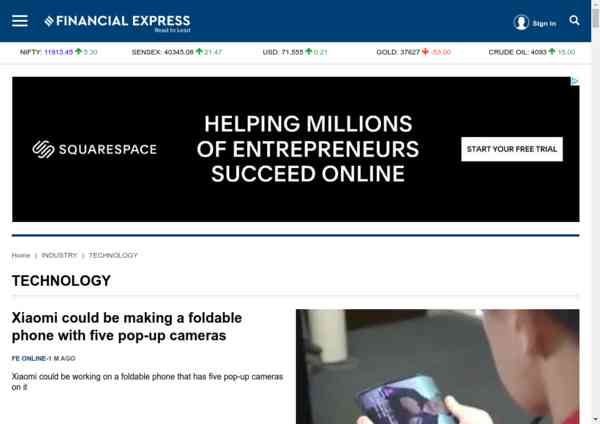 FINANCIAL EXPRESS
Read to Lead
Sign In
NIFTY: 11913.45 5.30 SENSEX: 40345.08 21.47 USD: 71.555 0.21 GOLD: 37627 -53.00 CRUDE OIL: 4093 15.00
SQUARESPACE
HELPING MILLIONS
OF ENTREPRENEURS
SUCCEED ONLINE
START YOUR FREE TRIAL
Home | INDUSTRY | TECHNOLOGY
TECHNOLOGY
Xiaomi could be making a foldable
phone with five pop-up cameras
FE ONLINE-1 M AGO
Xiaomi could be working on a foldable phone that has five pop-up cameras
on it